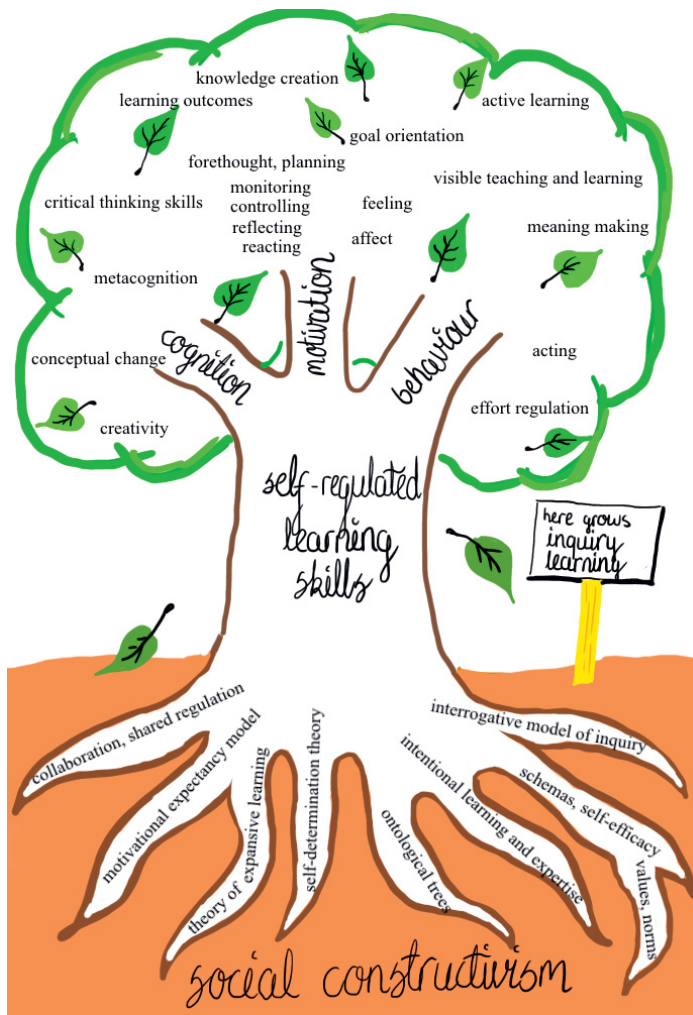 knowledge creation
learning outcomes
active learning
goal orientation
forethought, planning
monitoring
controlling
reflecting
reacting
feeling
affect
visible teaching and learning
critical thinking skills
meaning making
metacognition
cognition
motivation
behaviour
conceptual change
acting
creativity
effort regulation
self-regulated
learning
skills
here grows
inquiry
learning
collaboration, shared regulation
motivational expectancy model
theory of expansive learning
self-determination theory
ontological trees
intentional learning and expertise
interrogative model of inquiry
schemas, self-efficacy
values, norms
social constructivism